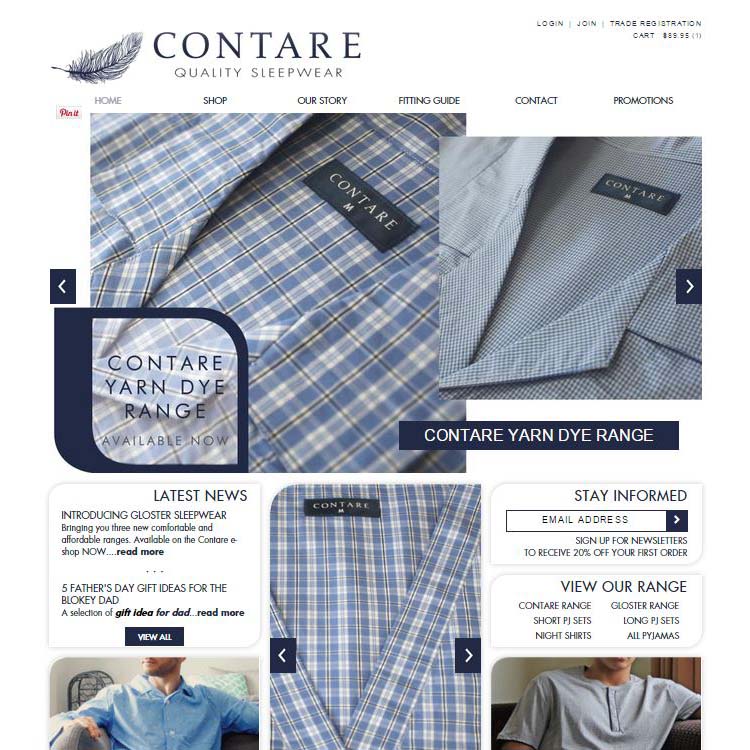 LOGIN | JOIN | TRADE REGISTRATION
CART $89.95 (1)
CONTARE
QUALITY SLEEPWEAR
HOME SHOP OUR STORY FITTING GUIDE CONTACT PROMOTIONS
Pin it
CONTARE
M
CONTARE
M
CONTARE
YARN DYE
RANGE
AVAILABLE NOW
CONTARE YARN DYE RANGE
LATEST NEWS
INTRODUCING GLOSTER SLEEPWEAR
Bringing you three new comfortable and
affordable ranges. Available on the Contare e-
shop NOW....read more
. . .
5 FATHER'S DAY GIFT IDEAS FOR THE
BLOKEY DAD
A selection of gift idea for dad...read more
VIEW ALL
CONTARE
M
STAY INFORMED
EMAIL ADDRESS
SIGN UP FOR NEWSLETTERS
TO RECEIVE 20% OFF YOUR FIRST ORDER
VIEW OUR RANGE
CONTARE RANGE GLOSTER RANGE
SHORT PJ SETS LONG PJ SETS
NIGHT SHIRTS ALL PYJAMAS